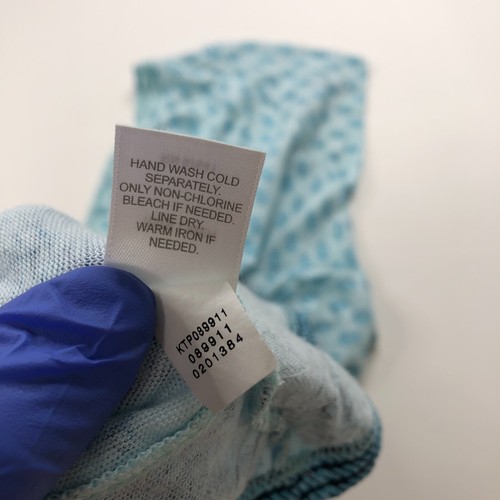 HAND WASH COLD
SEPARATELY.
ONLY NON-CHLORINE
BLEACH IF NEEDED.
LINE DRY.
WARM IRON IF
NEEDED.
KTP089911
089911
0201384